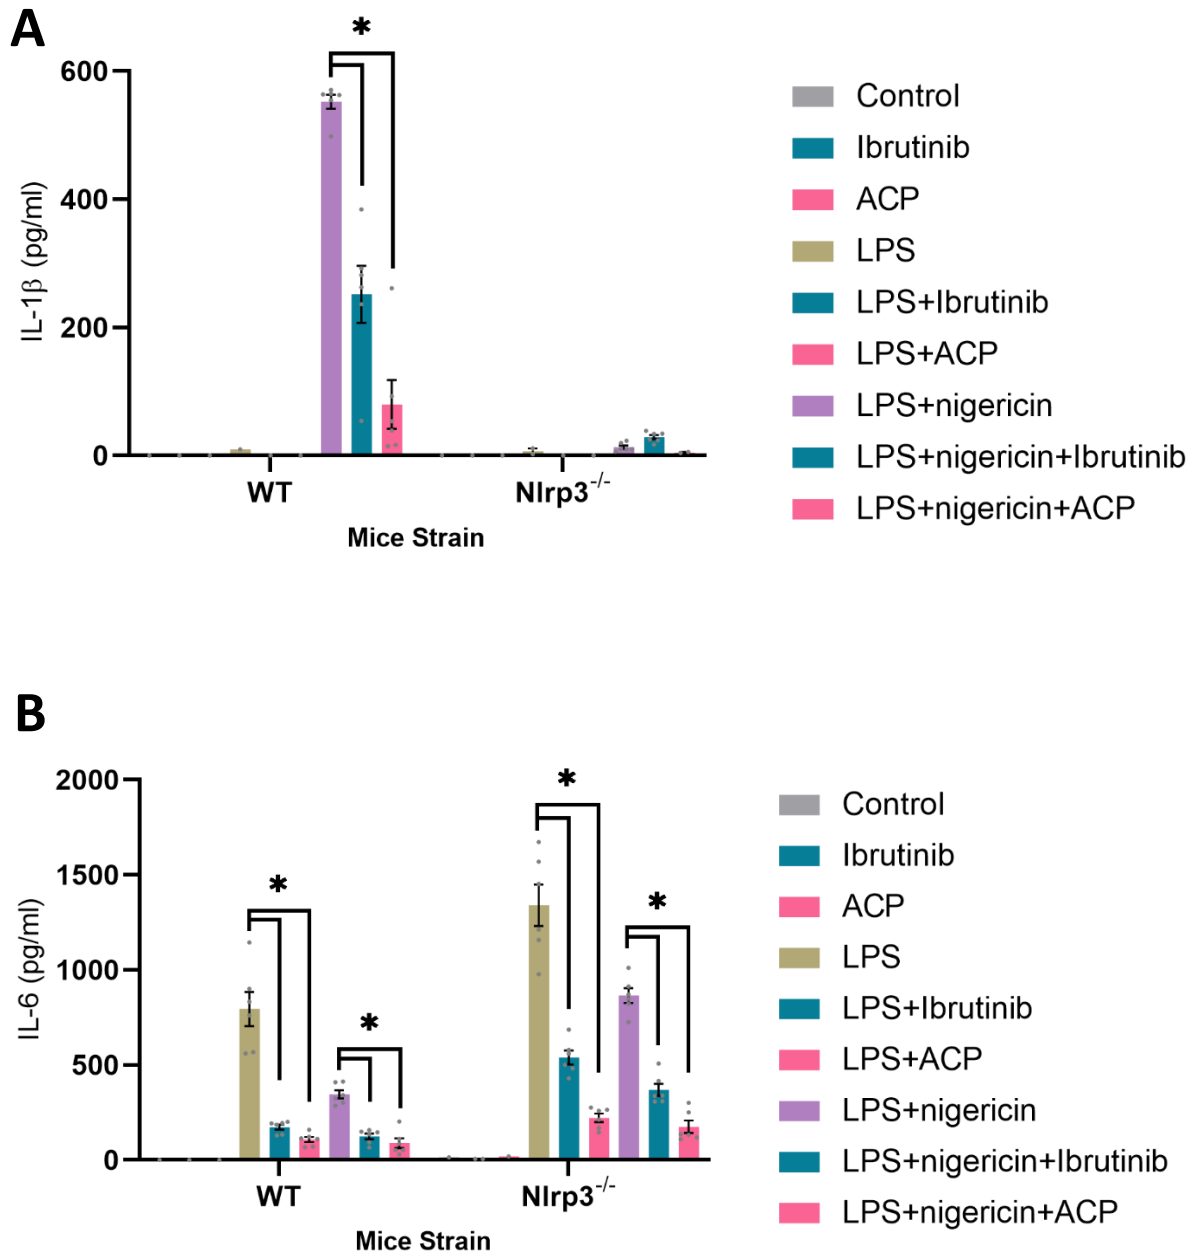 A
*
600
400
200
0
IL-1β (pg/ml)
WT
Nlrp3-/-
Mice Strain
Control
Ibrutinib
ACP
LPS
LPS+Ibrutinib
LPS+ACP
LPS+nigericin
LPS+nigericin+Ibrutinib
LPS+nigericin+ACP
B
2000
1500
1000
500
0
IL-6 (pg/ml)
*
*
*
*
WT
Nlrp3-/-
Mice Strain
Control
Ibrutinib
ACP
LPS
LPS+Ibrutinib
LPS+ACP
LPS+nigericin
LPS+nigericin+Ibrutinib
LPS+nigericin+ACP